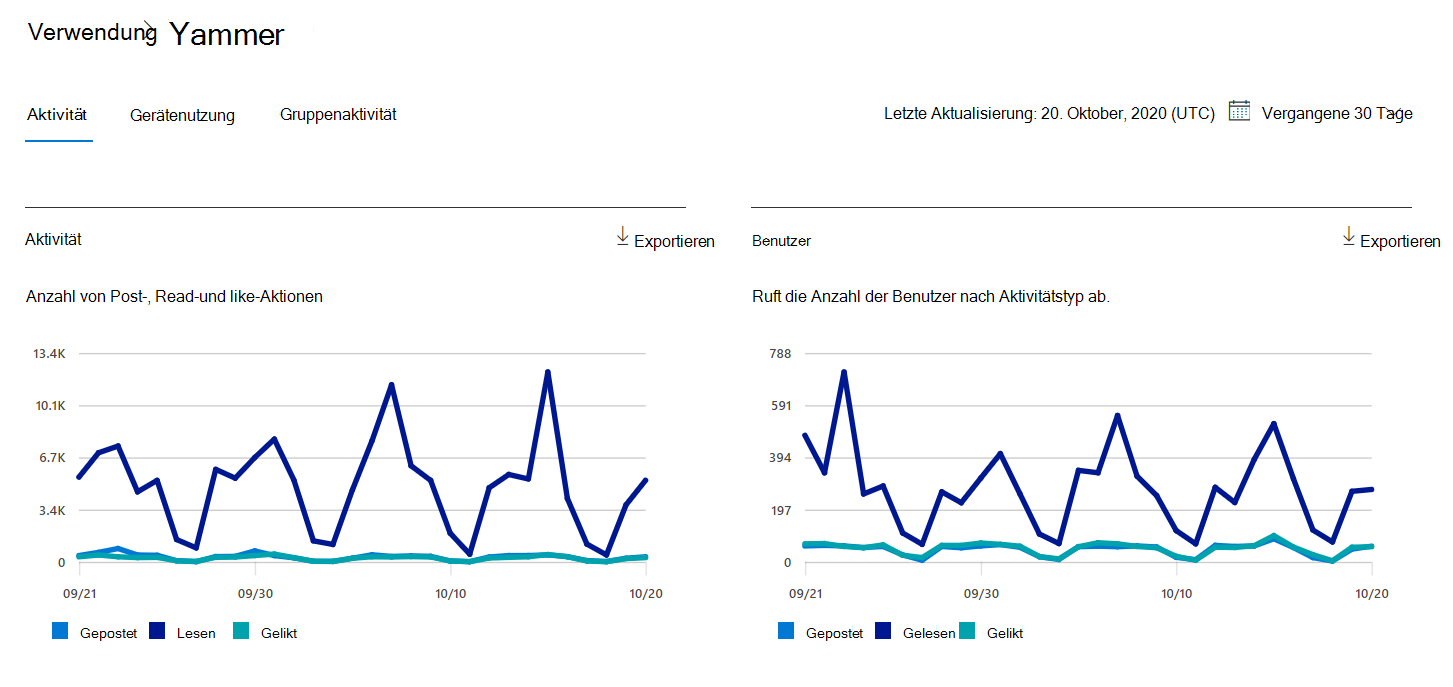 Verwendung Yammer
Aktivität Gerätenutzung Gruppenaktivität Letzte Aktualisierung: 20. Oktober, 2020 (UTC) Vergangene 30 Tage
Aktivität Exportieren
Anzahl von Post-, Read-und like-Aktionen
13.4K
10.1K
6.7K
3.4K
0
09/21 09/30 10/10 10/20
Gepostet Lesen Gelikt
Benutzer Exportieren
Ruft die Anzahl der Benutzer nach Aktivitätstyp ab.
788
591
394
197
0
09/21 09/30 10/10 10/20
Gepostet Gelesen Gelikt